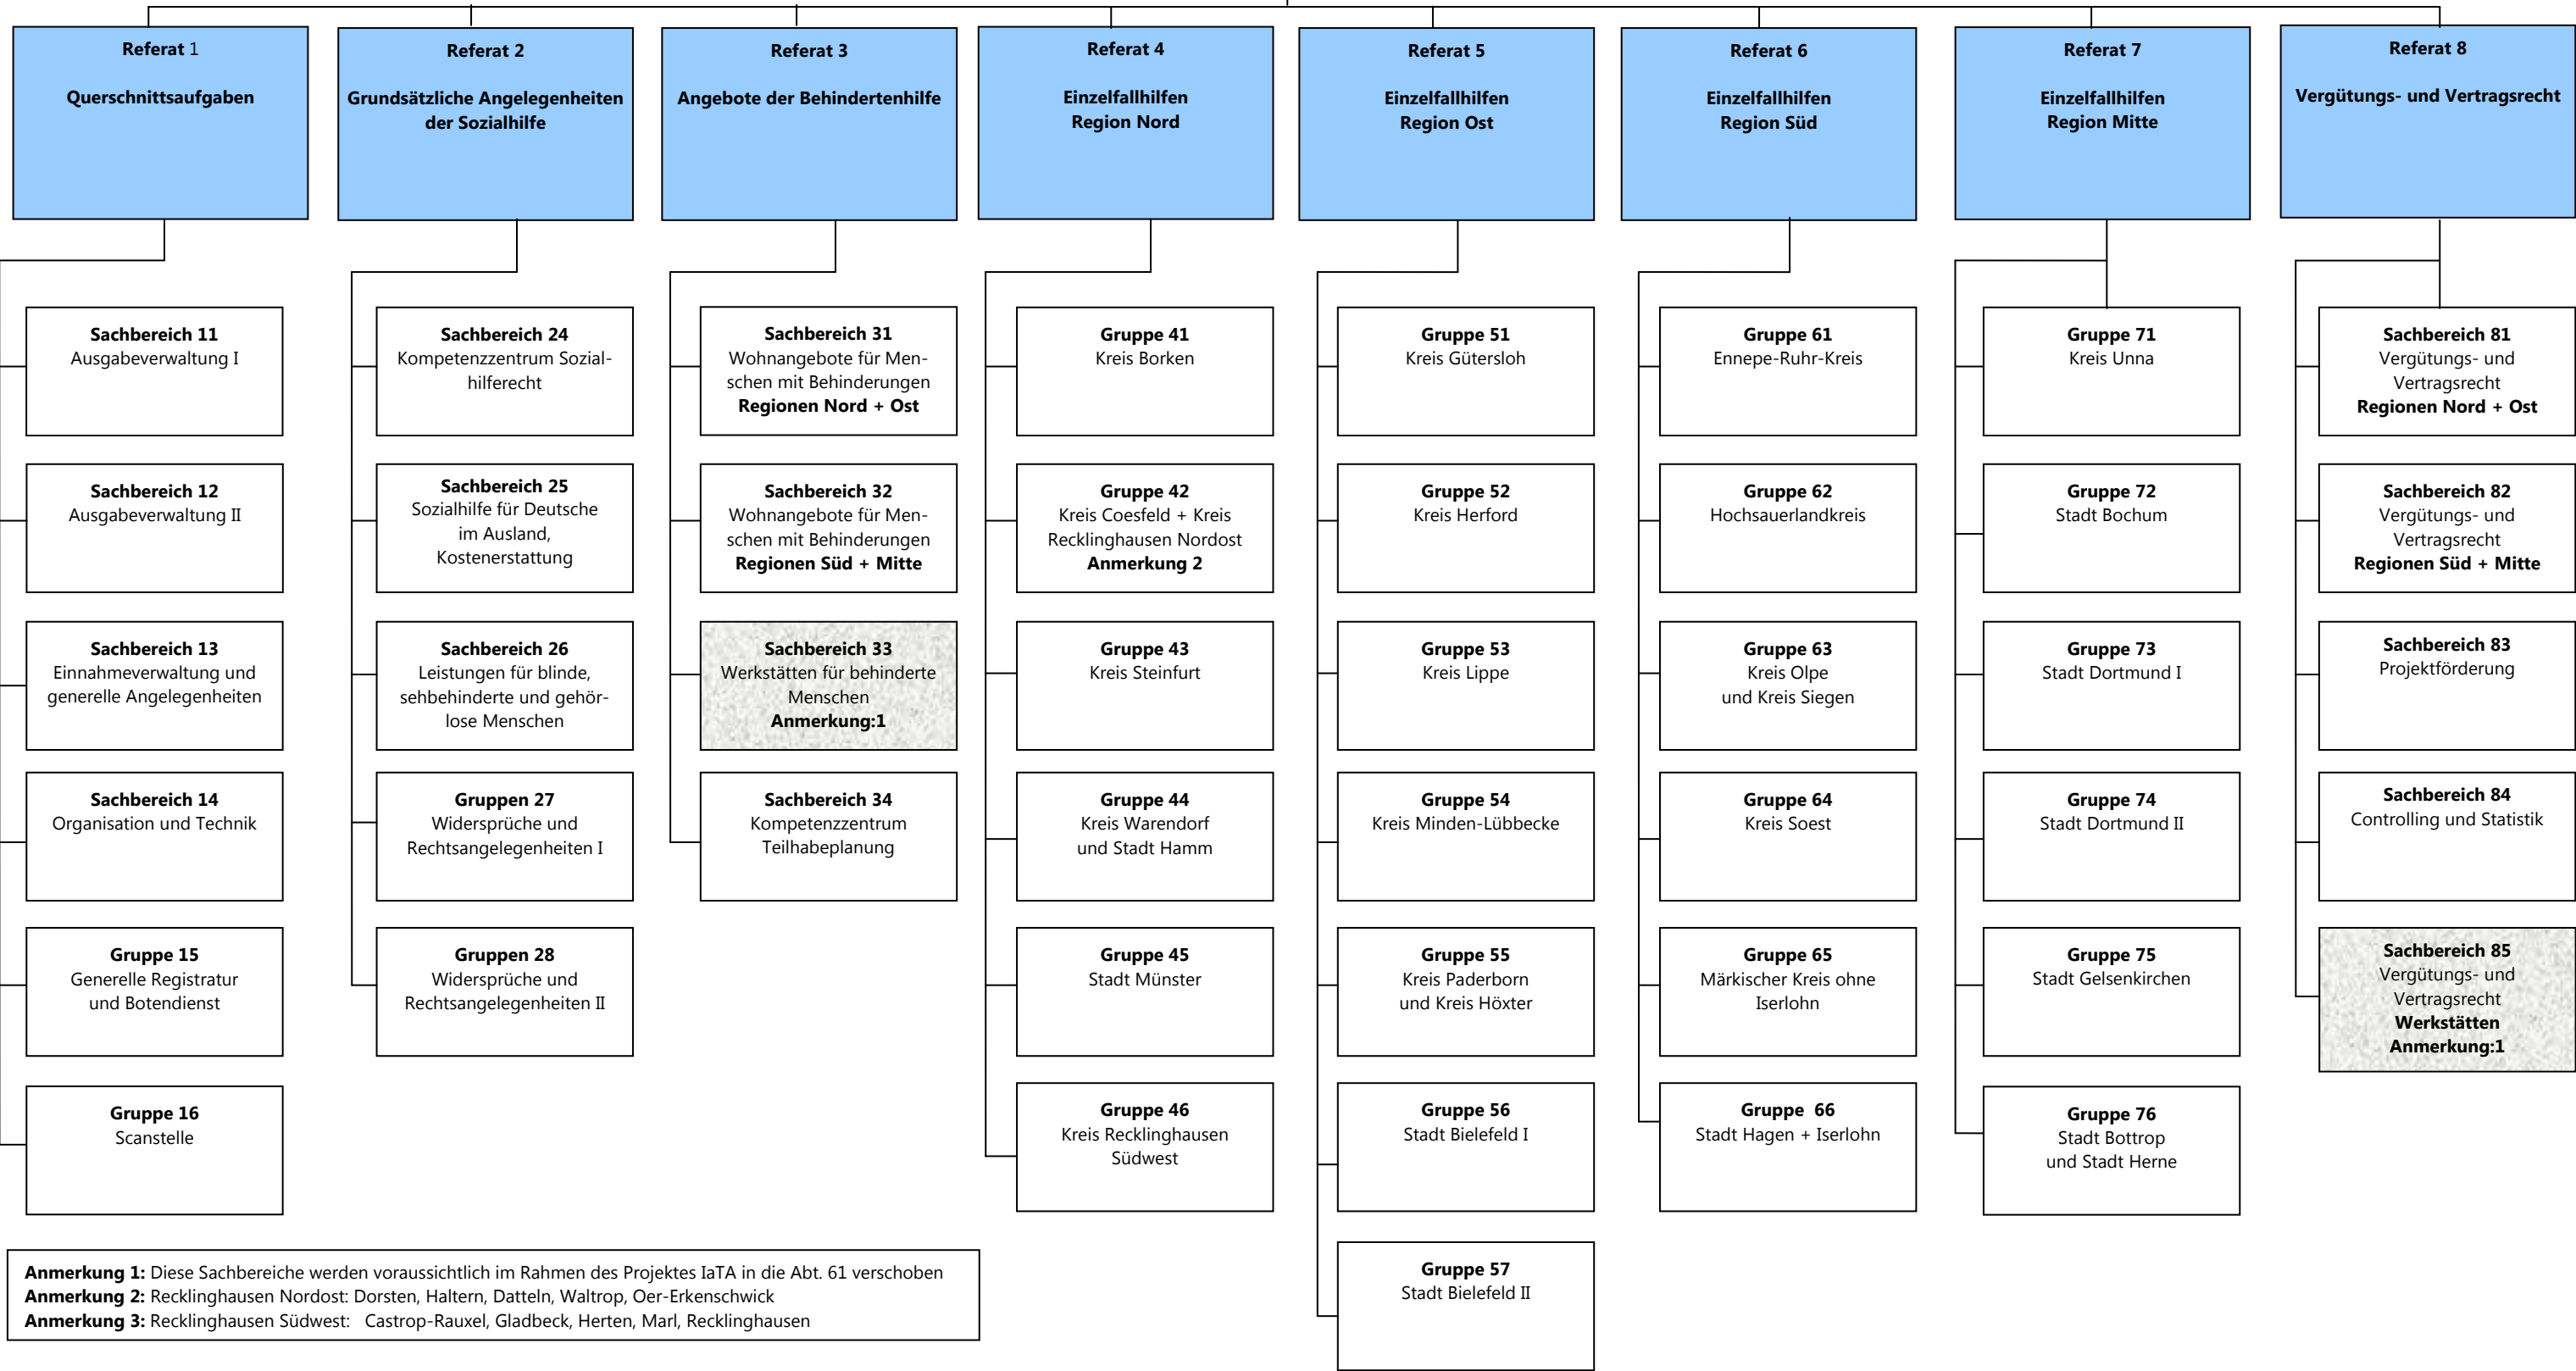 Referat 1
Querschnittsaufgaben
Referat 2
Grundsätzliche Angelegenheiten
der Sozialhilfe
Referat 3
Angebote der Behindertenhilfe
Referat 4
Einzelfallhilfen
Region Nord
Referat 5
Einzelfallhilfen
Region Ost
Referat 6
Einzelfallhilfen
Region Süd
Referat 7
Einzelfallhilfen
Region Mitte
Referat 8
Vergütungs- und Vertragsrecht
Sachbereich 11
Ausgabeverwaltung I
Sachbereich 12
Ausgabeverwaltung II
Sachbereich 13
Einnahmeverwaltung und
generelle Angelegenheiten
Sachbereich 14
Organisation und Technik
Gruppe 15
Generelle Registratur
und Botendienst
Gruppe 16
Scanstelle
Sachbereich 24
Kompetenzzentrum Sozial-
hilferecht
Sachbereich 25
Sozialhilfe für Deutsche
im Ausland,
Kostenerstattung
Sachbereich 26
Leistungen für blinde,
sehbehinderte und gehör-
lose Menschen
Gruppen 27
Widersprüche und
Rechtsangelegenheiten I
Gruppen 28
Widersprüche und
Rechtsangelegenheiten II
Sachbereich 31
Wohnangebote für Men-
schen mit Behinderungen
Regionen Nord + Ost
Sachbereich 32
Wohnangebote für Men-
schen mit Behinderungen
Regionen Süd + Mitte
Sachbereich 33
Werkstätten für behinderte
Menschen
Anmerkung:1
Sachbereich 34
Kompetenzzentrum
Teilhabeplanung
Gruppe 41
Kreis Borken
Gruppe 42
Kreis Coesfeld + Kreis
Recklinghausen Nordost
Anmerkung 2
Gruppe 43
Kreis Steinfurt
Gruppe 44
Kreis Warendorf
und Stadt Hamm
Gruppe 45
Stadt Münster
Gruppe 46
Kreis Recklinghausen
Südwest
Gruppe 51
Kreis Gütersloh
Gruppe 52
Kreis Herford
Gruppe 53
Kreis Lippe
Gruppe 54
Kreis Minden-Lübbecke
Gruppe 55
Kreis Paderborn
und Kreis Höxter
Gruppe 56
Stadt Bielefeld I
Gruppe 57
Stadt Bielefeld II
Gruppe 61
Ennepe-Ruhr-Kreis
Gruppe 62
Hochsauerlandkreis
Gruppe 63
Kreis Olpe
und Kreis Siegen
Gruppe 64
Kreis Soest
Gruppe 65
Märkischer Kreis ohne
Iserlohn
Gruppe 66
Stadt Hagen + Iserlohn
Gruppe 71
Kreis Unna
Gruppe 72
Stadt Bochum
Gruppe 73
Stadt Dortmund I
Gruppe 74
Stadt Dortmund II
Gruppe 75
Stadt Gelsenkirchen
Gruppe 76
Stadt Bottrop
und Stadt Herne
Sachbereich 81
Vergütungs- und
Vertragsrecht
Regionen Nord + Ost
Sachbereich 82
Vergütungs- und
Vertragsrecht
Regionen Süd + Mitte
Sachbereich 83
Projektförderung
Sachbereich 84
Controlling und Statistik
Sachbereich 85
Vergütungs- und
Vertragsrecht
Werkstätten
Anmerkung:1
Anmerkung 1: Diese Sachbereiche werden voraussichtlich im Rahmen des Projektes IaTA in die Abt. 61 verschoben
Anmerkung 2: Recklinghausen Nordost: Dorsten, Haltern, Datteln, Waltrop, Oer-Erkenschwick
Anmerkung 3: Recklinghausen Südwest: Castrop-Rauxel, Gladbeck, Herten, Marl, Recklinghausen